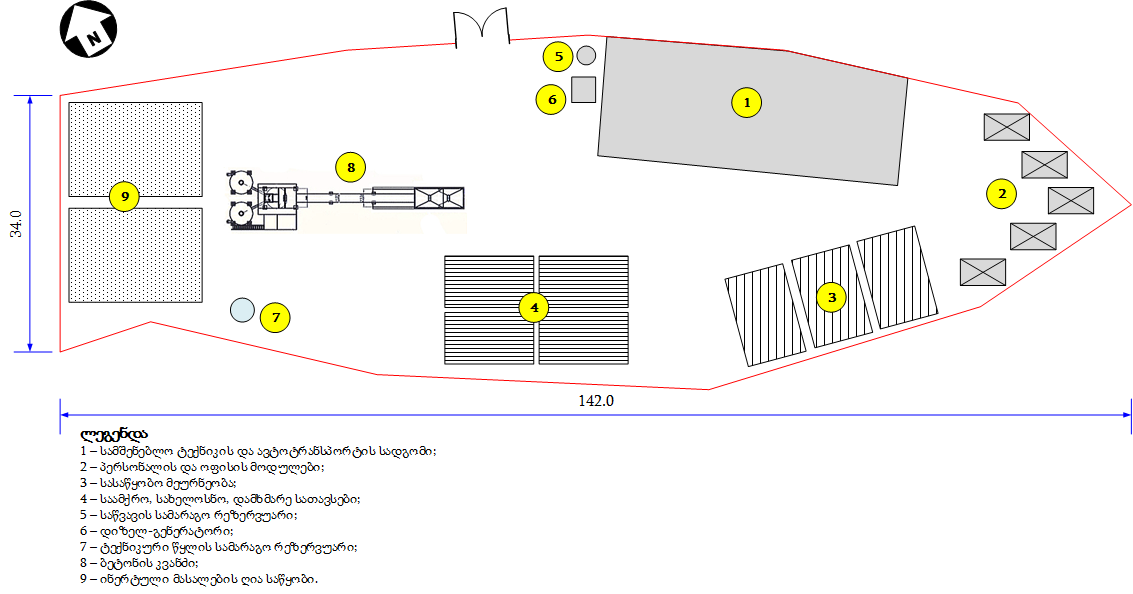 N
5
6
1
8
9
2
34.0
7
4
3
142.0
ლეგენდა
1 – სამშენებლო ტექნიკის და ავტოტრანსპორტის სადგომი;
2 – პერსონალის და ოფისის მოდულები;
3 – სასაწყობო მეურნეობა;
4 – საამქრო, სახელოსნო, დამხმარე სათავსები;
5 – საწვავის სამარაგო რეზერვუარი;
6 – დიზელ-გენერატორი;
7 – ტექნიკური წყლის სამარაგო რეზერვუარი;
8 – ბეტონის კვანძი;
9 – ინერტული მასალების ღია საწყობი.